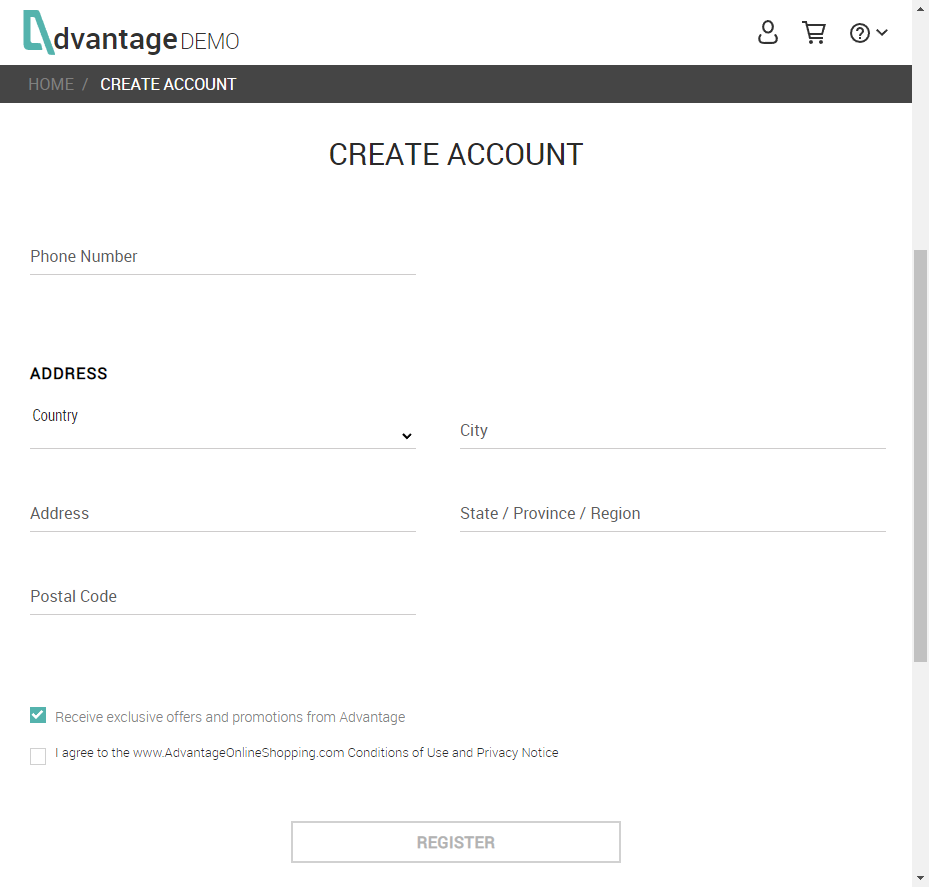 dvantage DEMO
HOME / CREATE ACCOUNT
CREATE ACCOUNT
Phone Number
ADDRESS
Country
City
Address
State / Province / Region
Postal Code
Receive exclusive offers and promotions from Advantage
I agree to the www.AdvantageOnlineShopping.com Conditions of Use and Privacy Notice
REGISTER